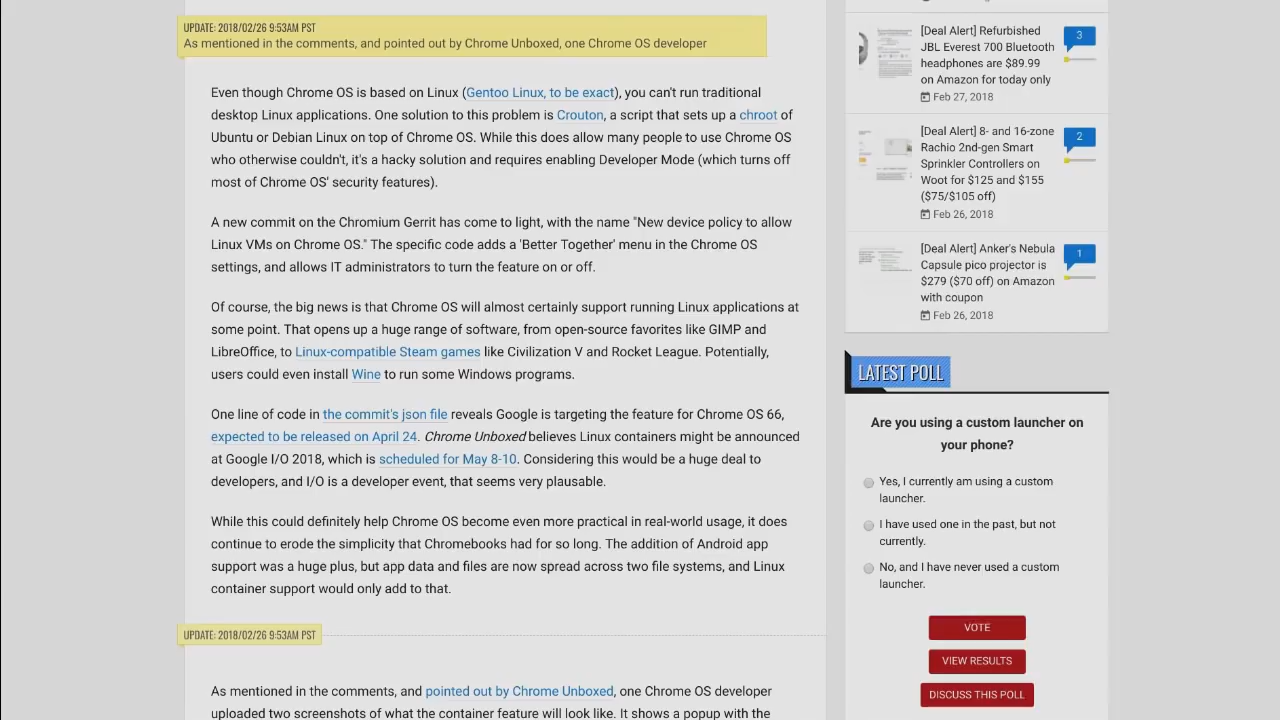 UPDATE: 2018/02/26 9:53AM PST
As mentioned in the comments, and pointed out by Chrome Unboxed, one Chrome OS developer
Even though Chrome OS is based on Linux (Gentoo Linux, to be exact), you can't run traditional
desktop Linux applications. One solution to this problem is Crouton, a script that sets up a chroot of
Ubuntu or Debian Linux on top of Chrome OS. While this does allow many people to use Chrome OS
who otherwise couldn't, it's a hacky solution and requires enabling Developer Mode (which turns off
most of Chrome OS' security features).
A new commit on the Chromium Gerrit has come to light, with the name "New device policy to allow
Linux VMs on Chrome OS." The specific code adds a 'Better Together' menu in the Chrome OS
settings, and allows IT administrators to turn the feature on or off.
Of course, the big news is that Chrome OS will almost certainly support running Linux applications at
some point. That opens up a huge range of software, from open-source favorites like GIMP and
LibreOffice, to Linux-compatible Steam games like Civilization V and Rocket League. Potentially,
users could even install Wine to run some Windows programs.
One line of code in the commit's json file reveals Google is targeting the feature for Chrome OS 66,
expected to be released on April 24. Chrome Unboxed believes Linux containers might be announced
at Google I/O 2018, which is scheduled for May 8-10. Considering this would be a huge deal to
developers, and I/O is a developer event, that seems very plausable.
While this could definitely help Chrome OS become even more practical in real-world usage, it does
continue to erode the simplicity that Chromebooks had for so long. The addition of Android app
support was a huge plus, but app data and files are now spread across two file systems, and Linux
container support would only add to that.
UPDATE: 2018/02/26 9:53AM PST
As mentioned in the comments, and pointed out by Chrome Unboxed, one Chrome OS developer
uploaded two screenshots of what the container feature will look like. It shows a popup with the
[Deal Alert] Refurbished
JBL Everest 700 Bluetooth
headphones are $89.99
on Amazon for today only
Feb 27, 2018
3
[Deal Alert] 8- and 16-zone
Rachio 2nd-gen Smart
Sprinkler Controllers on
Woot for $125 and $155
($75/$105 off)
Feb 26, 2018
2
[Deal Alert] Anker's Nebula
Capsule pico projector is
$279 ($70 off) on Amazon
with coupon
Feb 26, 2018
1
LATEST POLL
Are you using a custom launcher on
your phone?
Yes, I currently am using a custom
launcher.
I have used one in the past, but not
currently.
No, and I have never used a custom
launcher.
VOTE
VIEW RESULTS
DISCUSS THIS POLL